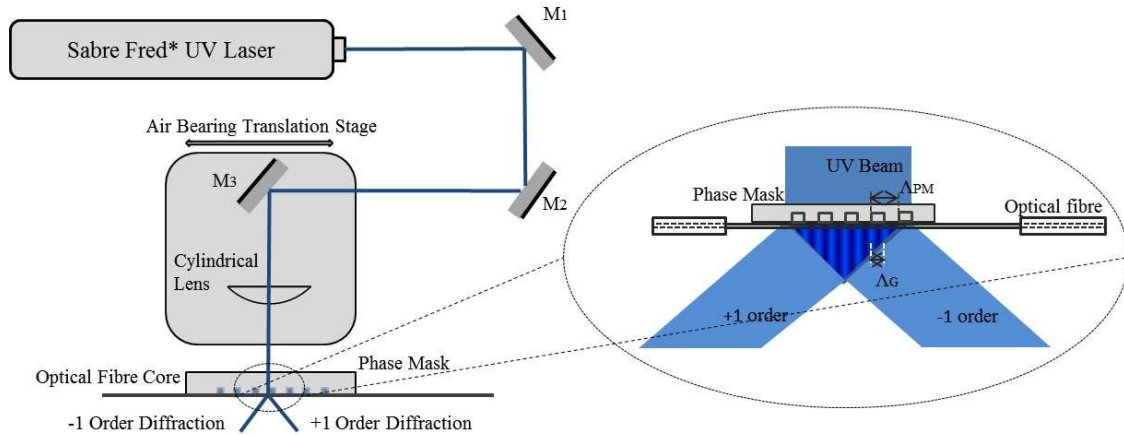 Sabre Fred* UV Laser
M1
Air Bearing Translation Stage
M3
M2
Cylindrical
Lens
Optical Fibre Core
Phase Mask
-1 Order Diffraction
+1 Order Diffraction
UV Beam
Phase Mask
ΛPM
Optical fibre
ΛG
+1 order
-1 order